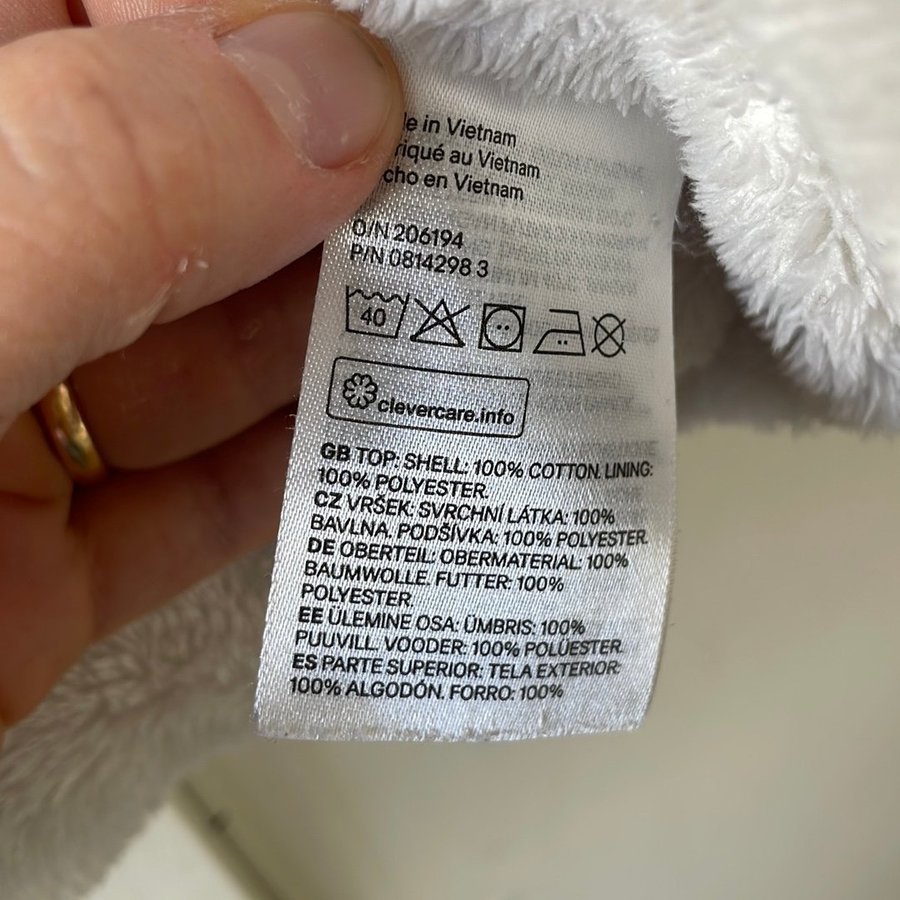 in Vietnam
au Vietnam
en Vietnam
O/N 206194
P/N 0814298 3
40
clevercare.info
GB TOP: SHELL: 100% COTTON. LINING:
100% POLYESTER.
CZ VRŠEK: SVRCHNÍ LÁTKA: 100%
BAVLNA. PODŠÍVKA: 100% POLYESTER.
DE OBERTEIL: OBERMATERIAL: 100%
BAUMWOLLE. FUTTER: 100%
POLYESTER.
EE ÜLEMINE OSA: ÜMBRIS: 100%
PUUVILL. VOODER: 100% POLÜESTER.
ES PARTE SUPERIOR: TELA EXTERIOR:
100% ALGODÓN. FORRO: 100%